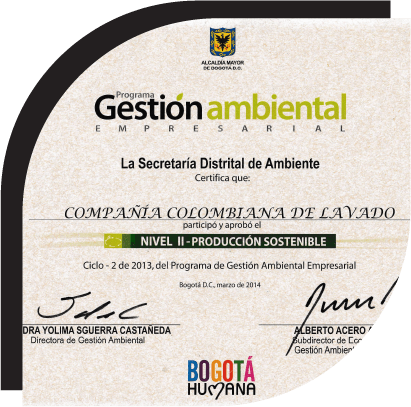 ALCALDÍA MAYOR
DE BOGOTÁ D.C.
Programa
Gestión ambiental
EMPRESARIAL
La Secretaría Distrital de Ambiente
Certifica que:
COMPAÑÍA COLOMBIANA DE LAVADO
participó y aprobó el
NIVEL II - PRODUCCIÓN SOSTENIBLE
Ciclo - 2 de 2013, del Programa de Gestión Ambiental Empresarial
Bogotá D.C., marzo de 2014
DRA YOLIMA SGUERRA CASTAÑEDA
Directora de Gestión Ambiental
ALBERTO ACERO A
Subdirector de Eco
Gestión Ambien
BOGOTÁ
HUMANA